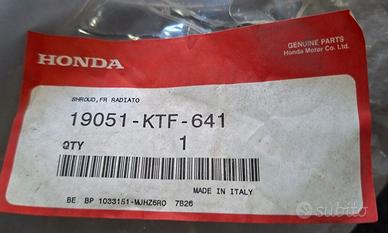 HONDA
GENUINE PARTS
Honda Motor Co., Ltd.
SHROUD,FR RADIATO
19051-KTF-641
QTY 1
MADE IN ITALY
BE BP 1033151-MJHZ6RO 7B26
subito